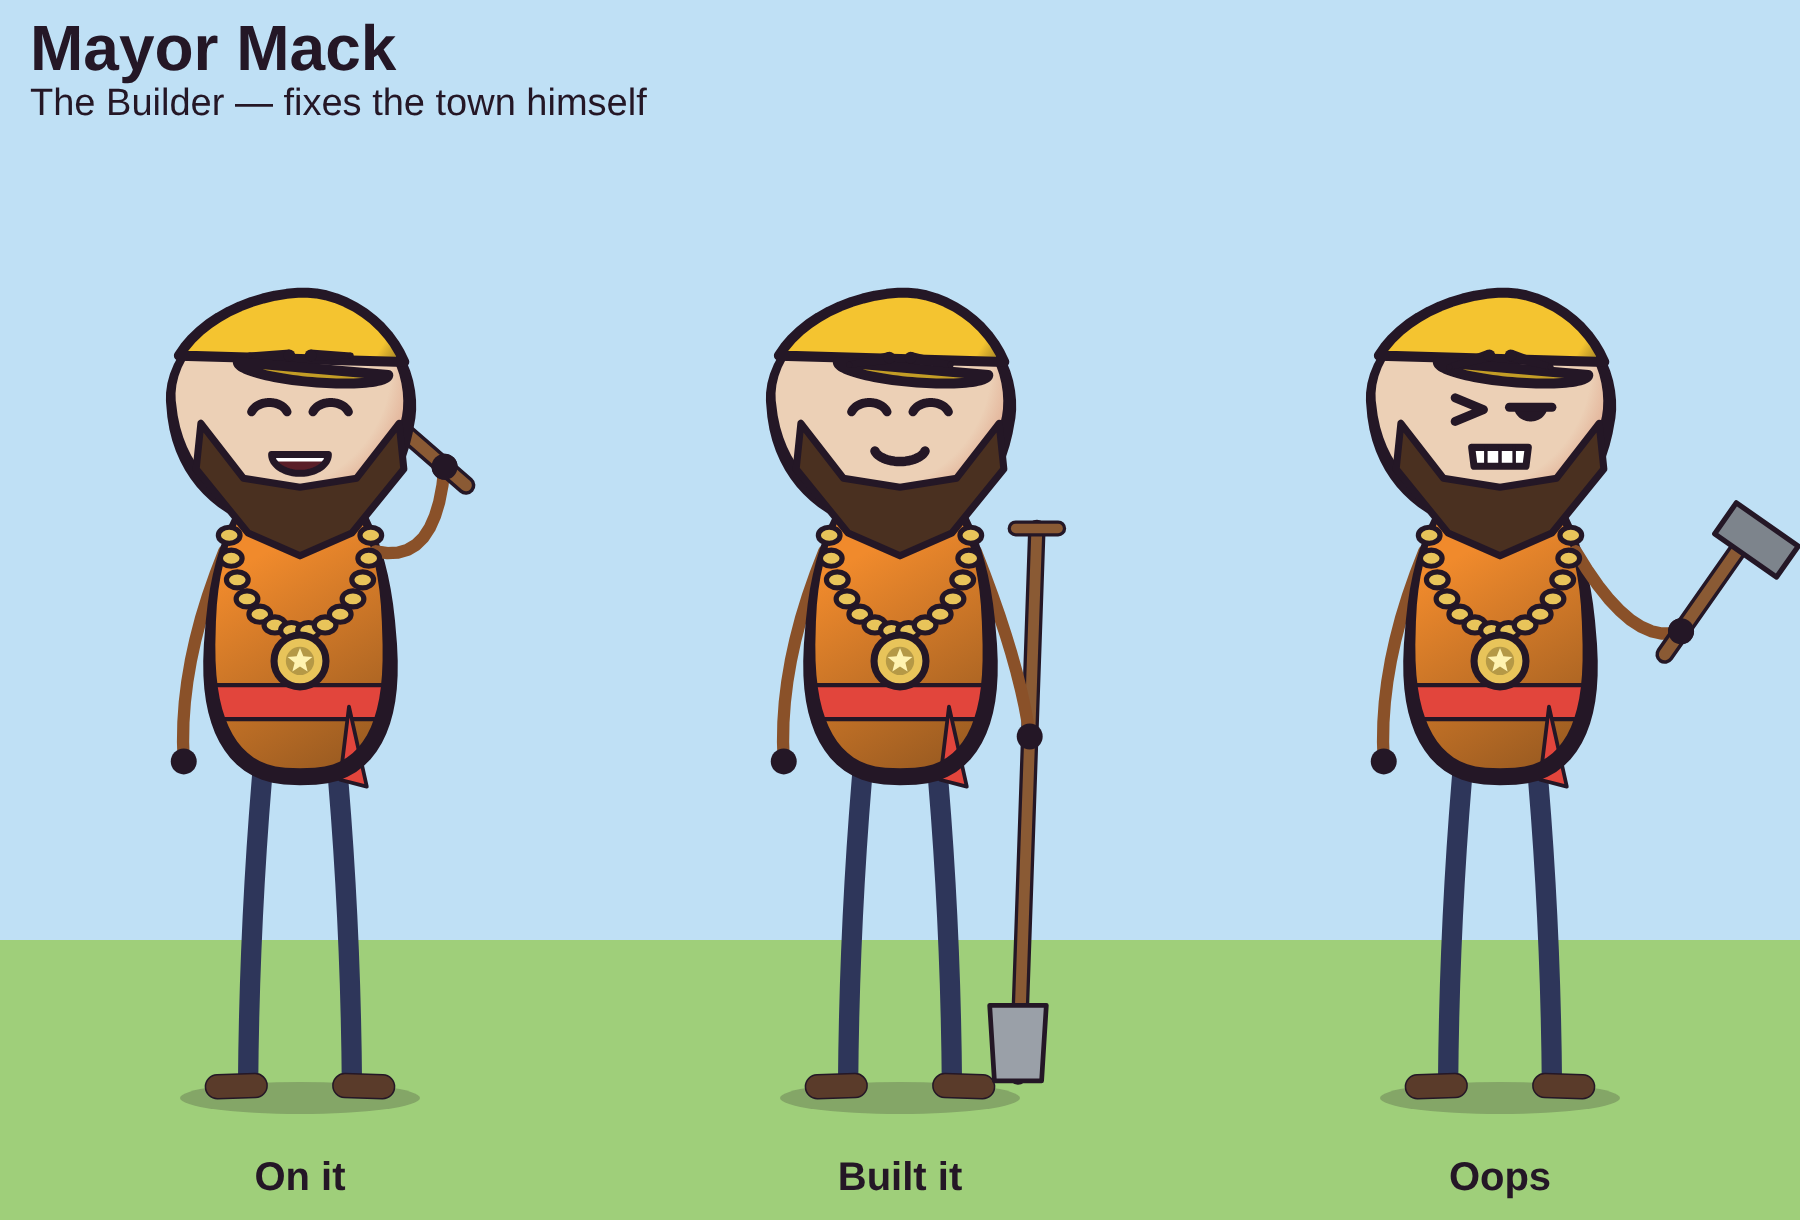 Mayor Mack
The Builder — fixes the town himself
On it
Built it
Oops